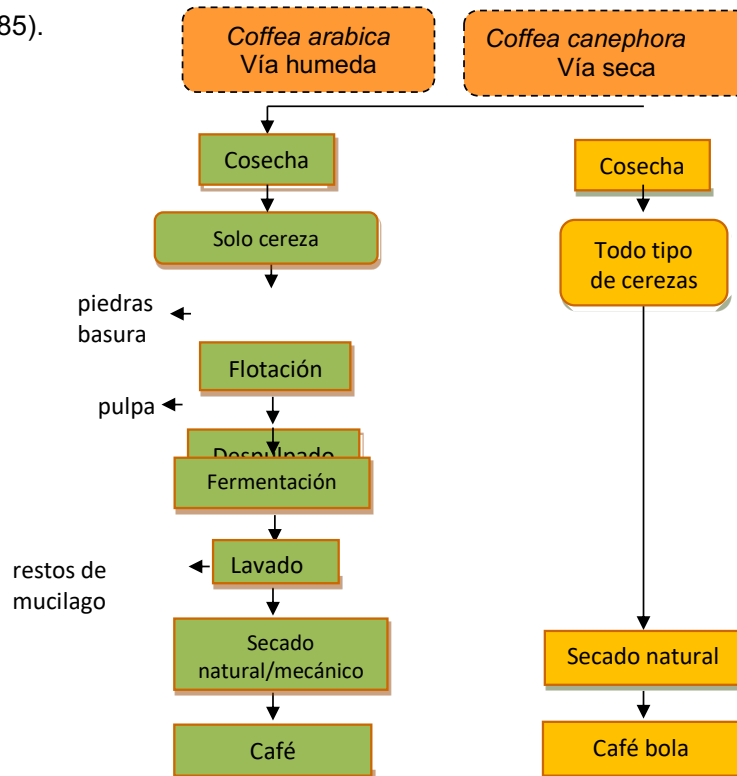 85).
Coffea arabica
Vía humeda
Coffea canephora
Vía seca
Cosecha
Solo cereza
piedras
basura
Flotación
pulpa
Despulpado
Fermentación
Lavado
restos de
mucilago
Secado
natural/mecánico
Café
Cosecha
Todo tipo
de cerezas
Secado natural
Café bola